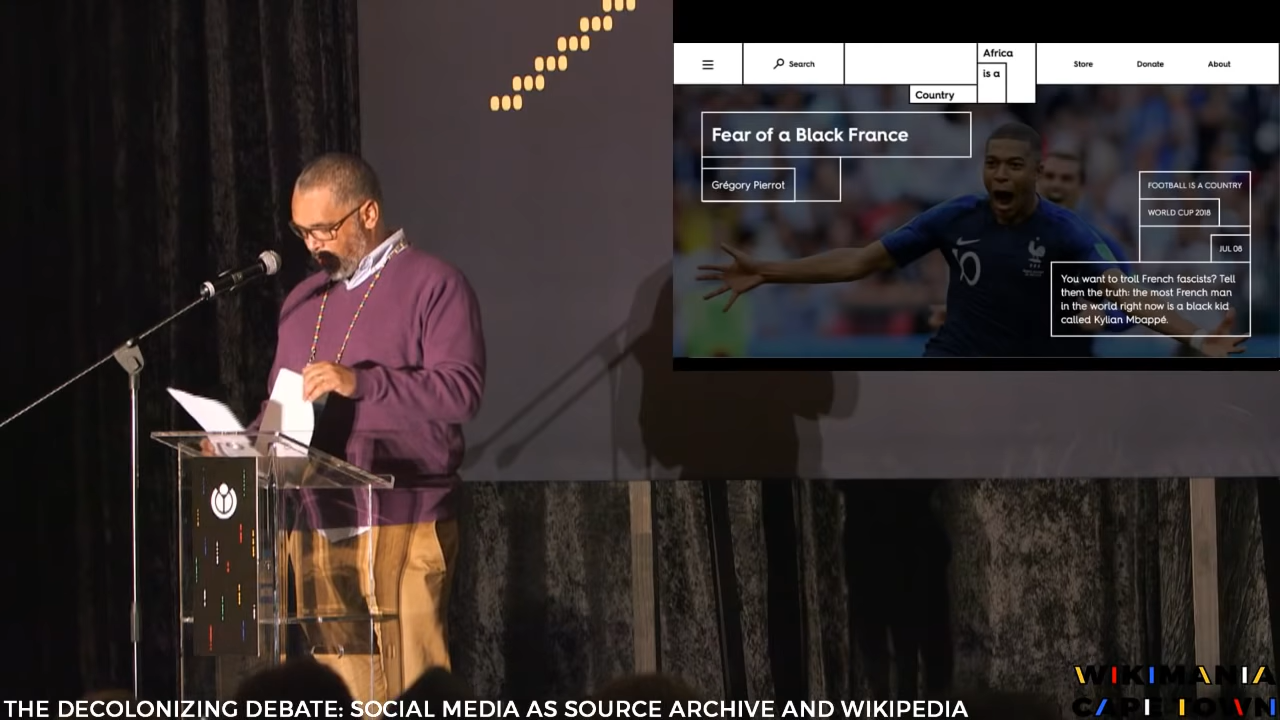 Search
Africa
is a
Country
Store
Donate
About
Fear of a Black France
Grégory Pierrot
FOOTBALL IS A COUNTRY
WORLD CUP 2018
JUL 08
You want to troll French fascists? Tell
them the truth: the most French man
in the world right now is a black kid
called Kylian Mbappé.
10
WIKIMANIA
CAPE TOWN
THE DECOLONIZING DEBATE: SOCIAL MEDIA AS SOURCE ARCHIVE AND WIKIPEDIA